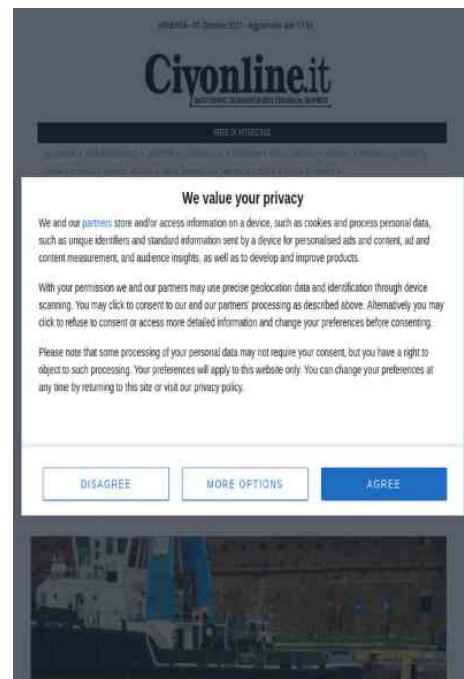 Civonline.it
AREE DI INTERESSE
We value your privacy
We and our partners store and/or access information on a device, such as cookies and process personal data,
such as unique identifiers and standard information sent by a device for personalised ads and content, ad and
content measurement, and audience insights, as well as to develop and improve products.
With your permission we and our partners may use precise geolocation data and identification through device
scanning. You may click to consent to our and our partners' processing as described above. Alternatively you may
click to refuse to consent or access more detailed information and change your preferences before consenting.
Please note that some processing of your personal data may not require your consent, but you have a right to
object to such processing. Your preferences will apply to this website only. You can change your preferences at
any time by returning to this site or visit our privacy policy.
DISAGREE
MORE OPTIONS
AGREE